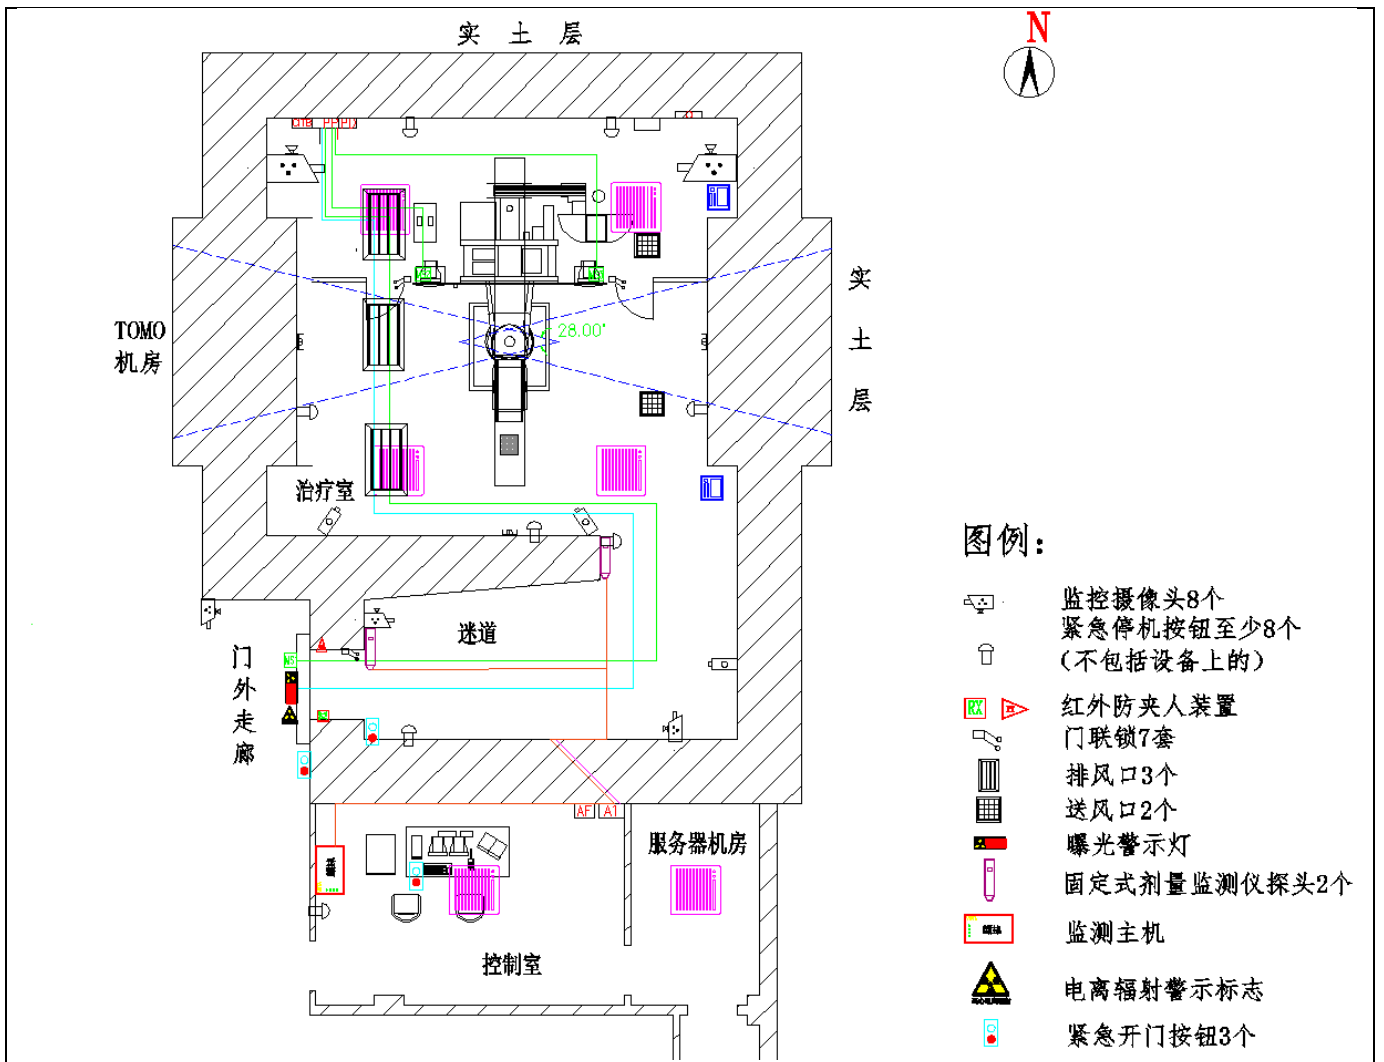 实 土 层
N
PP
28.00°
TOMO
机房
实
土
层
治疗室
迷道
门
外
走
廊
AF
A1
服务器机房
控制室
图例：
监控摄像头8个
紧急停机按钮至少8个
（不包括设备上的）
RX
红外防夹人装置
门联锁7套
排风口3个
送风口2个
曝光警示灯
固定式剂量监测仪探头2个
监测主机
电离辐射警示标志
紧急开门按钮3个